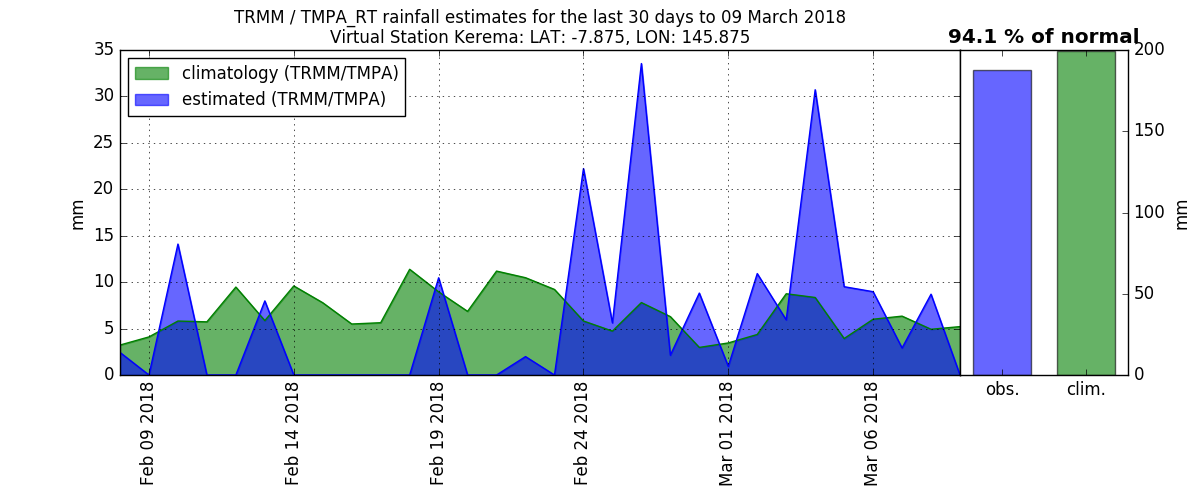 TRMM / TMPA_RT rainfall estimates for the last 30 days to 09 March 2018
Virtual Station Kerema: LAT: -7.875, LON: 145.875
94.1 % of normal
climatology (TRMM/TMPA)
estimated (TRMM/TMPA)
35
30
25
20
15
10
5
0
mm
Feb 09 2018
Feb 14 2018
Feb 19 2018
Feb 24 2018
Mar 01 2018
Mar 06 2018
obs.
clim.
200
150
100
50
0
mm